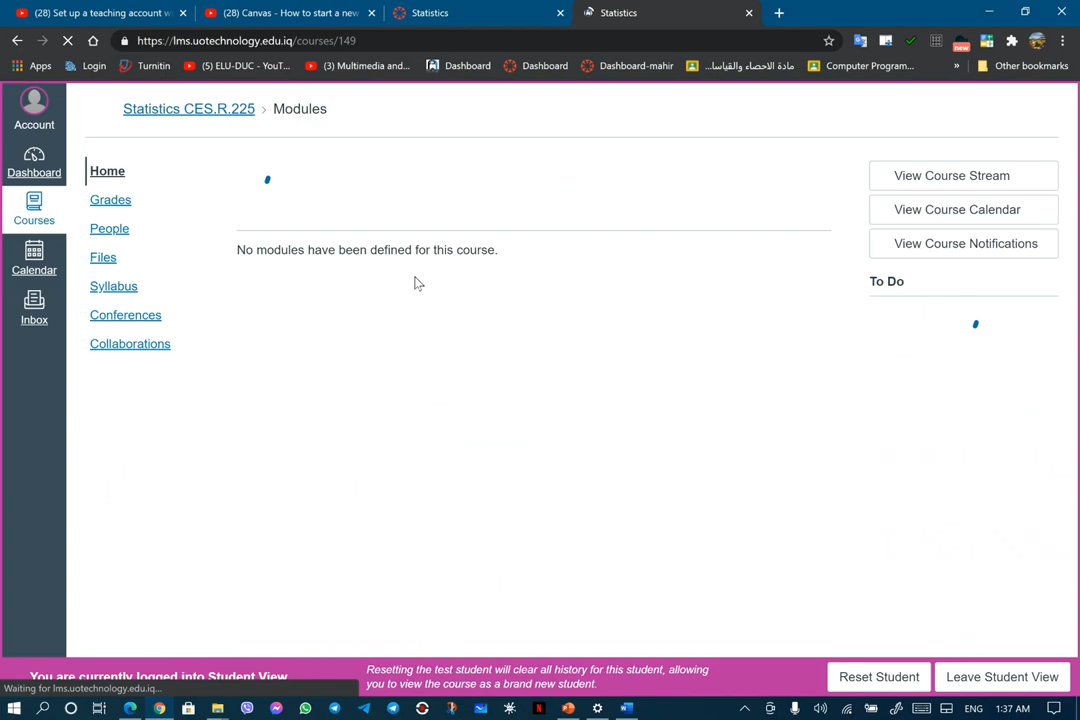 (28) Set up a teaching account w
(28) Canvas - How to start a new
Statistics
Statistics
https://lms.uotechnology.edu.iq/courses/149
new
Apps
Login
Turnitin
(5) ELU-DUC - YouT...
(3) Multimedia and...
Dashboard
Dashboard
Dashboard-mahir
مادة الاحصاء والقياسا...
Computer Program...
»
Other bookmarks
Account
Dashboard
Courses
Calendar
Inbox
Statistics CES.R.225 › Modules
Home
Grades
People
Files
Syllabus
Conferences
Collaborations
No modules have been defined for this course.
View Course Stream
View Course Calendar
View Course Notifications
To Do
You are currently logged into Student View
Resetting the test student will clear all history for this student, allowing
you to view the course as a brand new student.
Reset Student
Leave Student View
Waiting for lms.uotechnology.edu.iq...
ENG
1:37 AM